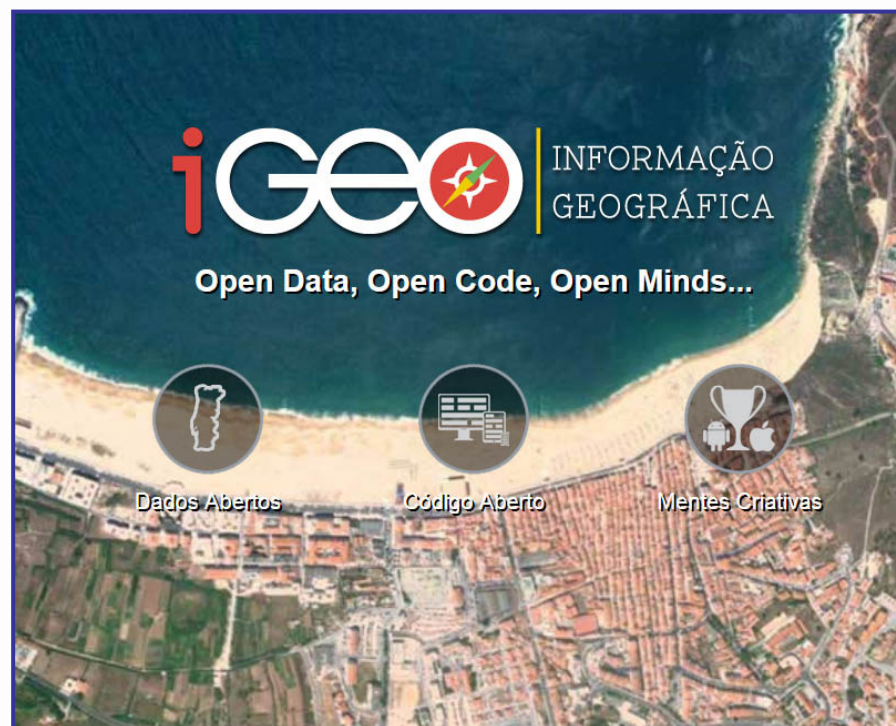 iGEO
INFORMAÇÃO
GEOGRÁFICA
Open Data, Open Code, Open Minds...
Dados Abertos
Código Aberto
Mentes Criativas